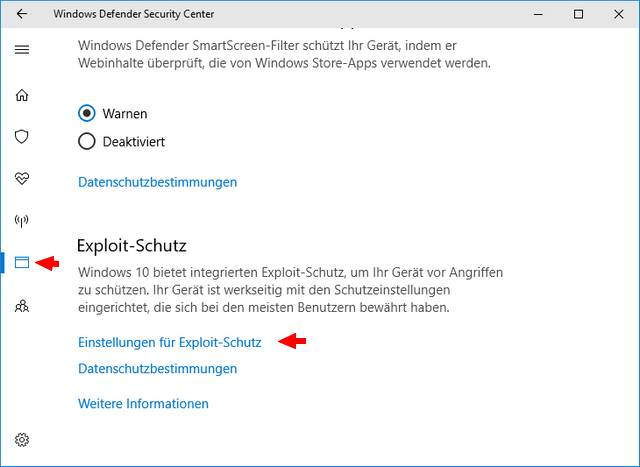 Windows Defender Security Center
Windows Defender SmartScreen-Filter schützt Ihr Gerät, indem er
Webinhalte überprüft, die von Windows Store-Apps verwendet werden.
Warnen
Deaktiviert
Datenschutzbestimmungen
Exploit-Schutz
Windows 10 bietet integrierten Exploit-Schutz, um Ihr Gerät vor Angriffen
zu schützen. Ihr Gerät ist werkseitig mit den Schutzeinstellungen
eingerichtet, die sich bei den meisten Benutzern bewährt haben.
Einstellungen für Exploit-Schutz
Datenschutzbestimmungen
Weitere Informationen